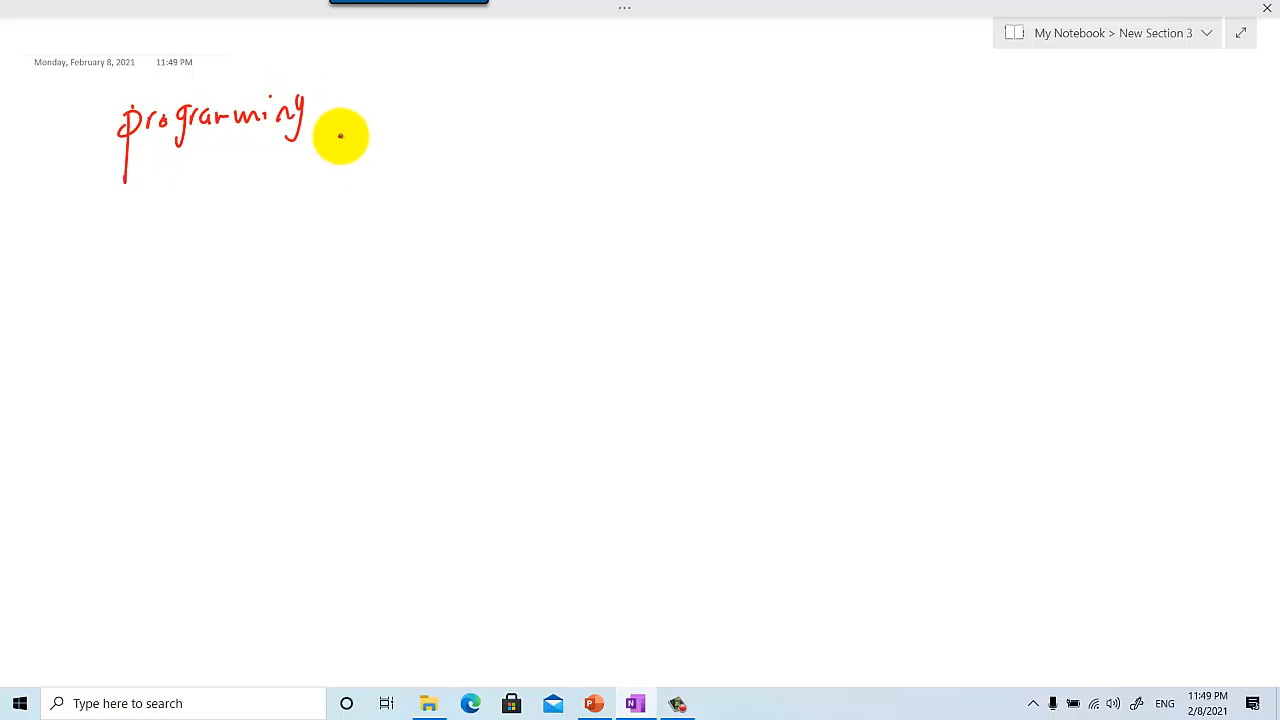 My Notebook > New Section 3
Monday, February 8, 2021 11:49 PM
programming
Type here to search
ENG
11:49 PM
2/8/2021